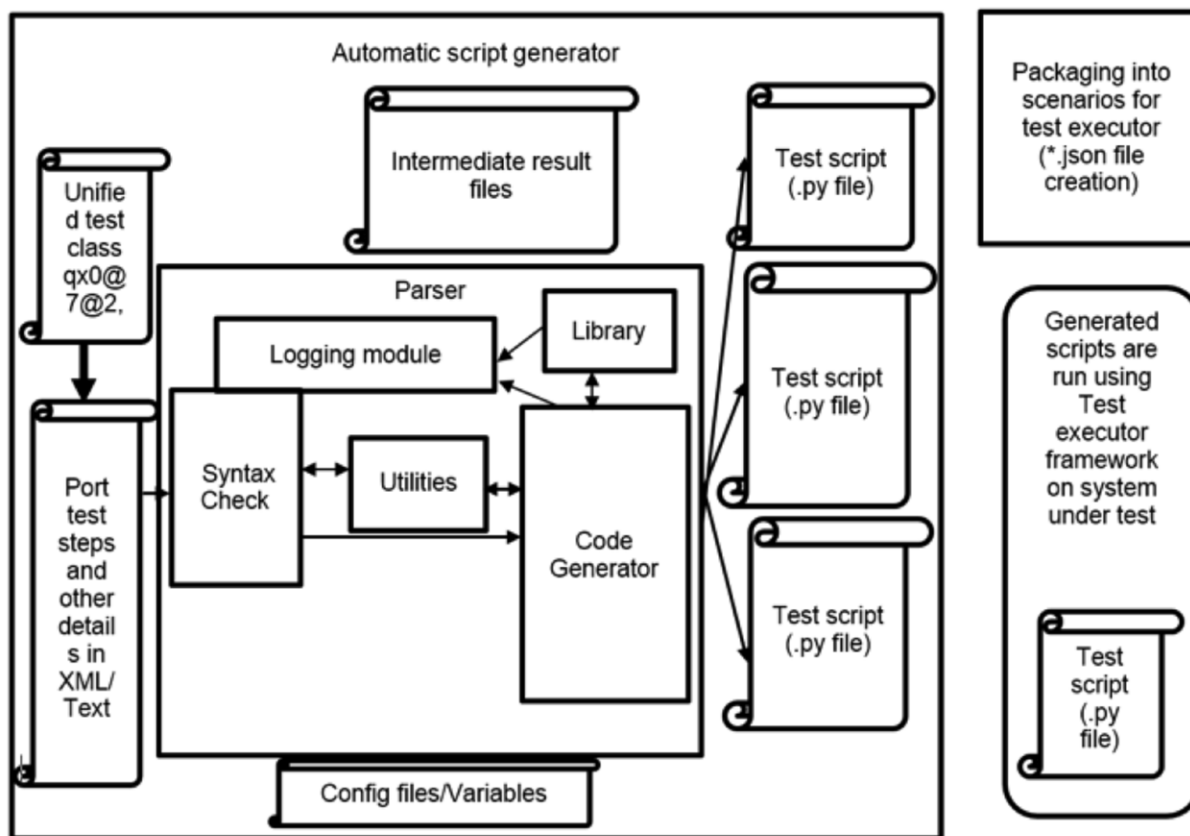 Automatic script generator
Unifie
d test
class
qx0@
7@2,
Port
test
steps
and
other
detail
s in
XML/
Text
Intermediate result
files
Parser
Logging module
Library
Syntax
Check
Utilities
Code
Generator
Config files/Variables
Test script
(.py file)
Test script
(.py file)
Test script
(.py file)
Packaging into
scenarios for
test executor
(*.json file
creation)
Generated
scripts are
run using
Test
executor
framework
on system
under test
Test
script
(.py
file)